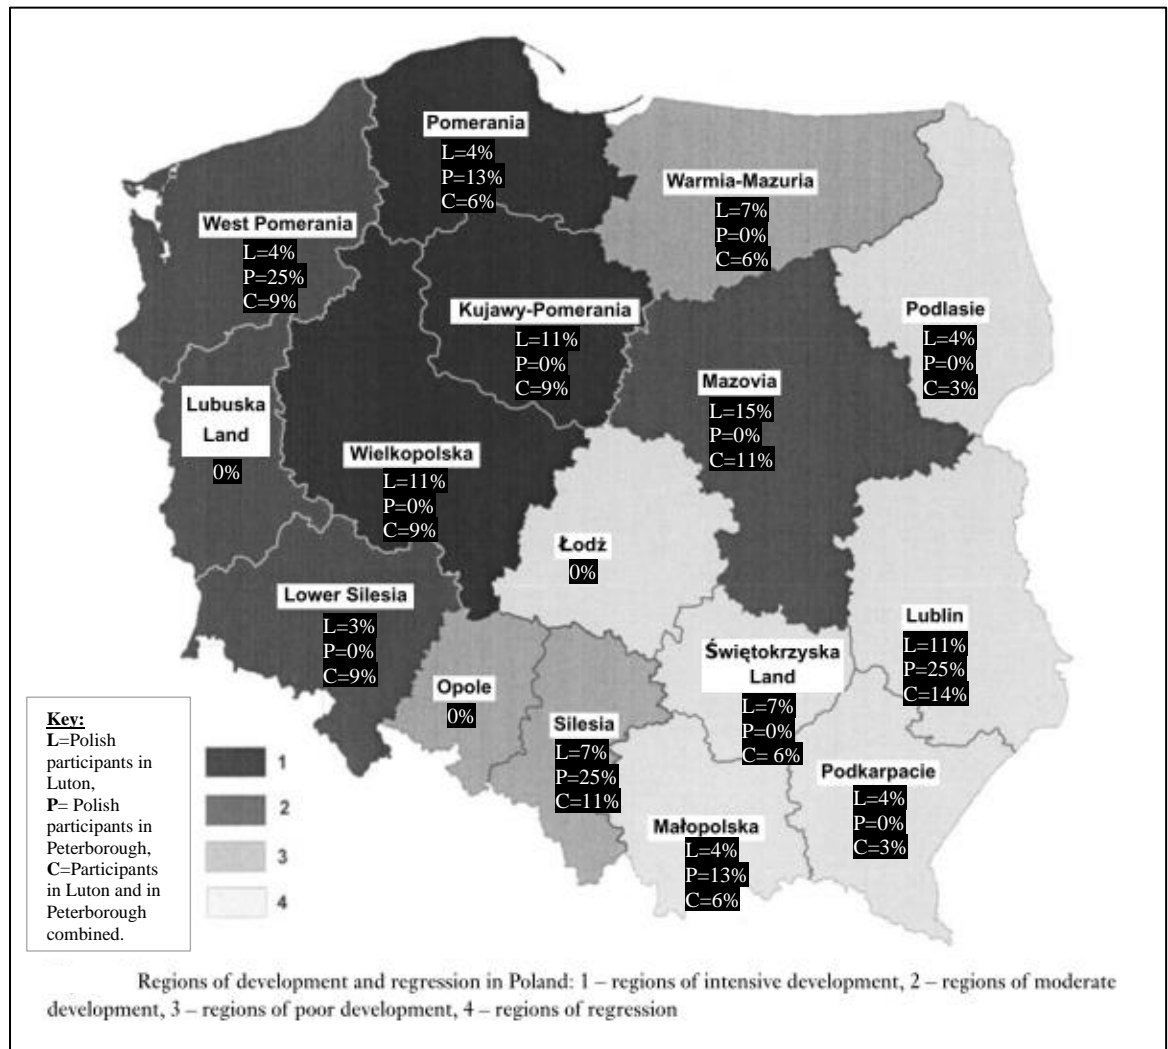 Pomerania
L=4%
P=13%
C=6%
Warmia-Mazuria
L=7%
P=0%
C=6%
West Pomerania
L=4%
P=25%
C=9%
Kujawy-Pomerania
L=11%
P=0%
C=9%
Podlasie
L=4%
P=0%
C=3%
Mazovia
L=15%
P=0%
C=11%
Lubuska
Land
0%
Wielkopolska
L=11%
P=0%
C=9%
Łodź
0%
Lower Silesia
L=3%
P=0%
C=9%
Lublin
L=11%
P=25%
C=14%
Świętokrzyska
Land
L=7%
P=0%
C= 6%
Opole
0%
Silesia
L=7%
P=25%
C=11%
Podkarpacie
L=4%
P=0%
C=3%
Małopolska
L=4%
P=13%
C=6%
Key:
L=Polish
participants in
Luton,
P= Polish
participants in
Peterborough,
C=Participants
in Luton and in
Peterborough
combined.
1
2
3
4
Regions of development and regression in Poland: 1 – regions of intensive development, 2 – regions of moderate
development, 3 – regions of poor development, 4 – regions of regression